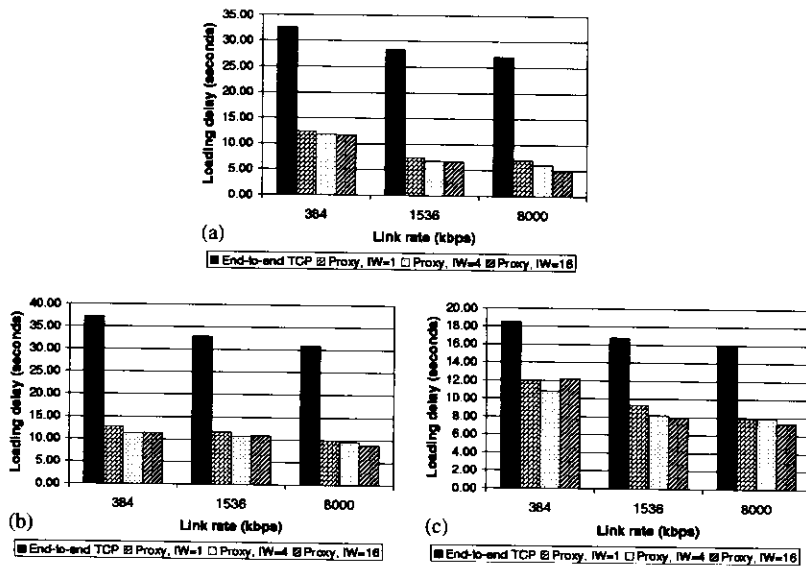 35.00
30.00
25.00
20.00
15.00
10.00
5.00
0.00
Loading delay (seconds)
384 1536 8000
(a) Link rate (kbps)
End-to-end TCP Proxy, IW=1 Proxy, IW=4 Proxy, IW=16
40.00
35.00
30.00
25.00
20.00
15.00
10.00
5.00
0.00
Loading delay (seconds)
384 1536 8000
(b) Link rate (kbps)
End-to-end TCP Proxy, IW=1 Proxy, IW=4 Proxy, IW=16
20.00
18.00
16.00
14.00
12.00
10.00
8.00
6.00
4.00
2.00
0.00
Loading delay (seconds)
384 1536 8000
(c) Link rate (kbps)
End-to-end TCP Proxy, IW=1 Proxy, IW=4 Proxy, IW=16